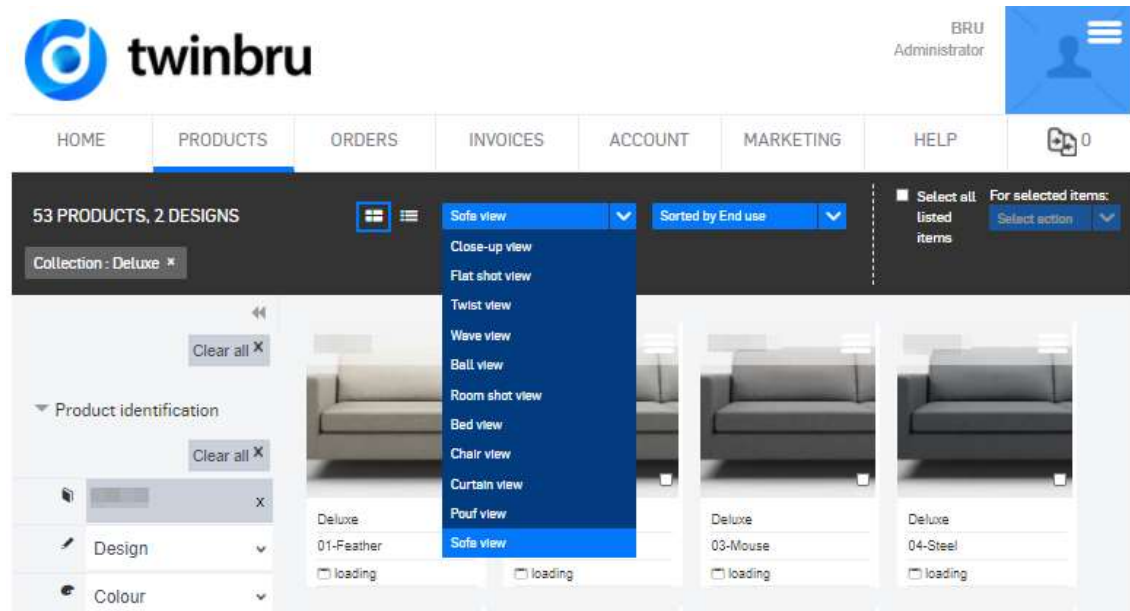 twinbru
BRU
Administrator
HOME PRODUCTS ORDERS INVOICES ACCOUNT MARKETING HELP 0
53 PRODUCTS, 2 DESIGNS
Sofa view
Sorted by End use
Select all listed items
For selected items:
Select action
Collection : Deluxe ×
Close-up view
Flat shot view
Twist view
Wave view
Ball view
Room shot view
Bed view
Chair view
Curtain view
Pouf view
Sofa view
Clear all X
Product identification
Clear all X
x
Design
Colour
Deluxe
01-Feather
loading
loading
Deluxe
03-Mouse
loading
Deluxe
04-Steel
loading